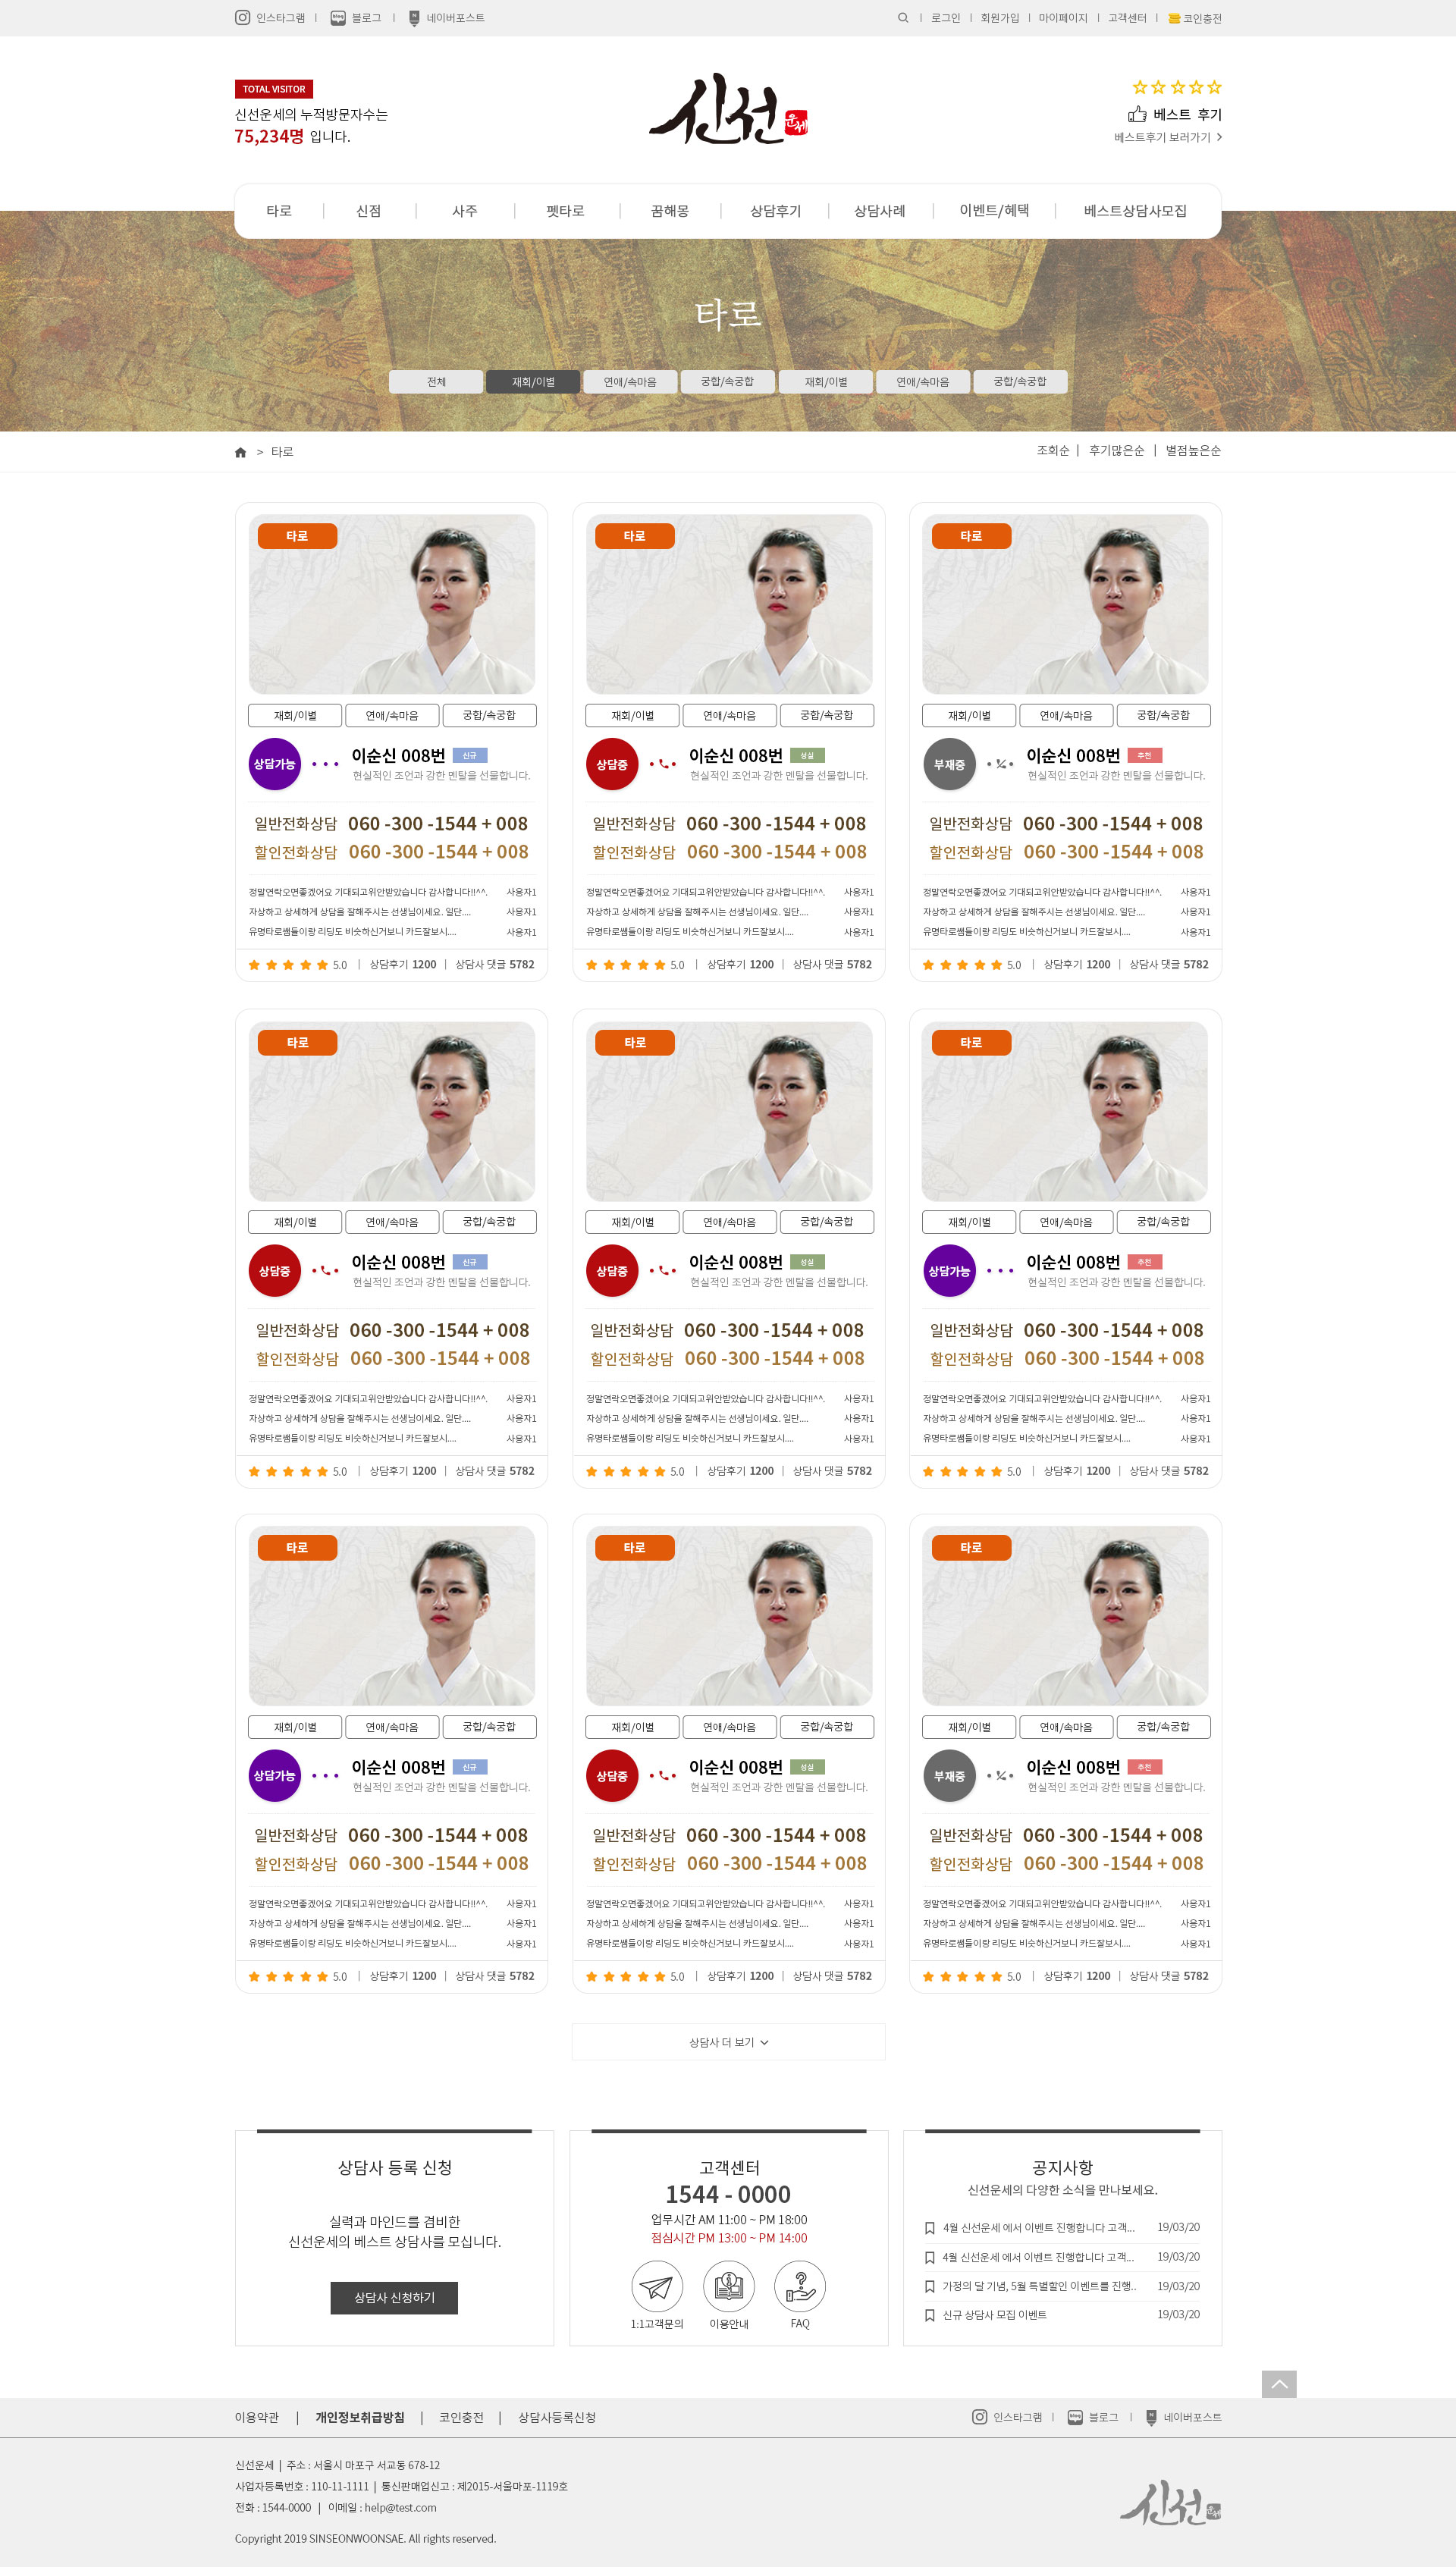 인스타그램 | 블로그 | 네이버포스트
로그인 | 회원가입 | 마이페이지 | 고객센터 | 코인충전
TOTAL VISITOR
신선운세의 누적방문자수는
75,234명 입니다.
신선 운세
베스트 후기
베스트후기 보러가기 >
타로 | 신점 | 사주 | 펫타로 | 꿈해몽 | 상담후기 | 상담사례 | 이벤트/혜택 | 베스트상담사모집
타로
전체 재회/이별 연애/속마음 궁합/속궁합 재회/이별 연애/속마음 궁합/속궁합
> 타로
조회순 | 후기많은순 | 별점높은순
타로
재회/이별 연애/속마음 궁합/속궁합
상담가능 이순신 008번 신규
현실적인 조언과 강한 멘탈을 선물합니다.
일반전화상담 060 -300 -1544 + 008
할인전화상담 060 -300 -1544 + 008
정말연락오면좋겠어요 기대되고위안받았습니다 감사합니다!!^^. 사용자1
자상하고 상세하게 상담을 잘해주시는 선생님이세요. 일단.... 사용자1
유명타로쌤들이랑 리딩도 비슷하신거보니 카드잘보시.... 사용자1
5.0 | 상담후기 1200 | 상담사 댓글 5782
타로
재회/이별 연애/속마음 궁합/속궁합
상담중 이순신 008번 성실
현실적인 조언과 강한 멘탈을 선물합니다.
일반전화상담 060 -300 -1544 + 008
할인전화상담 060 -300 -1544 + 008
정말연락오면좋겠어요 기대되고위안받았습니다 감사합니다!!^^. 사용자1
자상하고 상세하게 상담을 잘해주시는 선생님이세요. 일단.... 사용자1
유명타로쌤들이랑 리딩도 비슷하신거보니 카드잘보시.... 사용자1
5.0 | 상담후기 1200 | 상담사 댓글 5782
타로
재회/이별 연애/속마음 궁합/속궁합
부재중 이순신 008번 추천
현실적인 조언과 강한 멘탈을 선물합니다.
일반전화상담 060 -300 -1544 + 008
할인전화상담 060 -300 -1544 + 008
정말연락오면좋겠어요 기대되고위안받았습니다 감사합니다!!^^. 사용자1
자상하고 상세하게 상담을 잘해주시는 선생님이세요. 일단.... 사용자1
유명타로쌤들이랑 리딩도 비슷하신거보니 카드잘보시.... 사용자1
5.0 | 상담후기 1200 | 상담사 댓글 5782
타로
재회/이별 연애/속마음 궁합/속궁합
상담중 이순신 008번 신규
현실적인 조언과 강한 멘탈을 선물합니다.
일반전화상담 060 -300 -1544 + 008
할인전화상담 060 -300 -1544 + 008
정말연락오면좋겠어요 기대되고위안받았습니다 감사합니다!!^^. 사용자1
자상하고 상세하게 상담을 잘해주시는 선생님이세요. 일단.... 사용자1
유명타로쌤들이랑 리딩도 비슷하신거보니 카드잘보시.... 사용자1
5.0 | 상담후기 1200 | 상담사 댓글 5782
타로
재회/이별 연애/속마음 궁합/속궁합
상담중 이순신 008번 성실
현실적인 조언과 강한 멘탈을 선물합니다.
일반전화상담 060 -300 -1544 + 008
할인전화상담 060 -300 -1544 + 008
정말연락오면좋겠어요 기대되고위안받았습니다 감사합니다!!^^. 사용자1
자상하고 상세하게 상담을 잘해주시는 선생님이세요. 일단.... 사용자1
유명타로쌤들이랑 리딩도 비슷하신거보니 카드잘보시.... 사용자1
5.0 | 상담후기 1200 | 상담사 댓글 5782
타로
재회/이별 연애/속마음 궁합/속궁합
상담가능 이순신 008번 추천
현실적인 조언과 강한 멘탈을 선물합니다.
일반전화상담 060 -300 -1544 + 008
할인전화상담 060 -300 -1544 + 008
정말연락오면좋겠어요 기대되고위안받았습니다 감사합니다!!^^. 사용자1
자상하고 상세하게 상담을 잘해주시는 선생님이세요. 일단.... 사용자1
유명타로쌤들이랑 리딩도 비슷하신거보니 카드잘보시.... 사용자1
5.0 | 상담후기 1200 | 상담사 댓글 5782
타로
재회/이별 연애/속마음 궁합/속궁합
상담가능 이순신 008번 신규
현실적인 조언과 강한 멘탈을 선물합니다.
일반전화상담 060 -300 -1544 + 008
할인전화상담 060 -300 -1544 + 008
정말연락오면좋겠어요 기대되고위안받았습니다 감사합니다!!^^. 사용자1
자상하고 상세하게 상담을 잘해주시는 선생님이세요. 일단.... 사용자1
유명타로쌤들이랑 리딩도 비슷하신거보니 카드잘보시.... 사용자1
5.0 | 상담후기 1200 | 상담사 댓글 5782
타로
재회/이별 연애/속마음 궁합/속궁합
상담중 이순신 008번 성실
현실적인 조언과 강한 멘탈을 선물합니다.
일반전화상담 060 -300 -1544 + 008
할인전화상담 060 -300 -1544 + 008
정말연락오면좋겠어요 기대되고위안받았습니다 감사합니다!!^^. 사용자1
자상하고 상세하게 상담을 잘해주시는 선생님이세요. 일단.... 사용자1
유명타로쌤들이랑 리딩도 비슷하신거보니 카드잘보시.... 사용자1
5.0 | 상담후기 1200 | 상담사 댓글 5782
타로
재회/이별 연애/속마음 궁합/속궁합
부재중 이순신 008번 추천
현실적인 조언과 강한 멘탈을 선물합니다.
일반전화상담 060 -300 -1544 + 008
할인전화상담 060 -300 -1544 + 008
정말연락오면좋겠어요 기대되고위안받았습니다 감사합니다!!^^. 사용자1
자상하고 상세하게 상담을 잘해주시는 선생님이세요. 일단.... 사용자1
유명타로쌤들이랑 리딩도 비슷하신거보니 카드잘보시.... 사용자1
5.0 | 상담후기 1200 | 상담사 댓글 5782
상담사 더 보기
상담사 등록 신청
실력과 마인드를 겸비한
신선운세의 베스트 상담사를 모십니다.
상담사 신청하기
고객센터
1544 - 0000
업무시간 AM 11:00 ~ PM 18:00
점심시간 PM 13:00 ~ PM 14:00
1:1고객문의 이용안내 FAQ
공지사항
신선운세의 다양한 소식을 만나보세요.
4월 신선운세 에서 이벤트 진행합니다 고객... 19/03/20
4월 신선운세 에서 이벤트 진행합니다 고객... 19/03/20
가정의 달 기념, 5월 특별할인 이벤트를 진행.. 19/03/20
신규 상담사 모집 이벤트 19/03/20
이용약관 | 개인정보취급방침 | 코인충전 | 상담사등록신청
인스타그램 | 블로그 | 네이버포스트
신선운세 | 주소 : 서울시 마포구 서교동 678-12
사업자등록번호 : 110-11-1111 | 통신판매업신고 : 제2015-서울마포-1119호
전화 : 1544-0000 | 이메일 : help@test.com
Copyright 2019 SINSEONWOONSAE. All rights reserved.
신선 운세